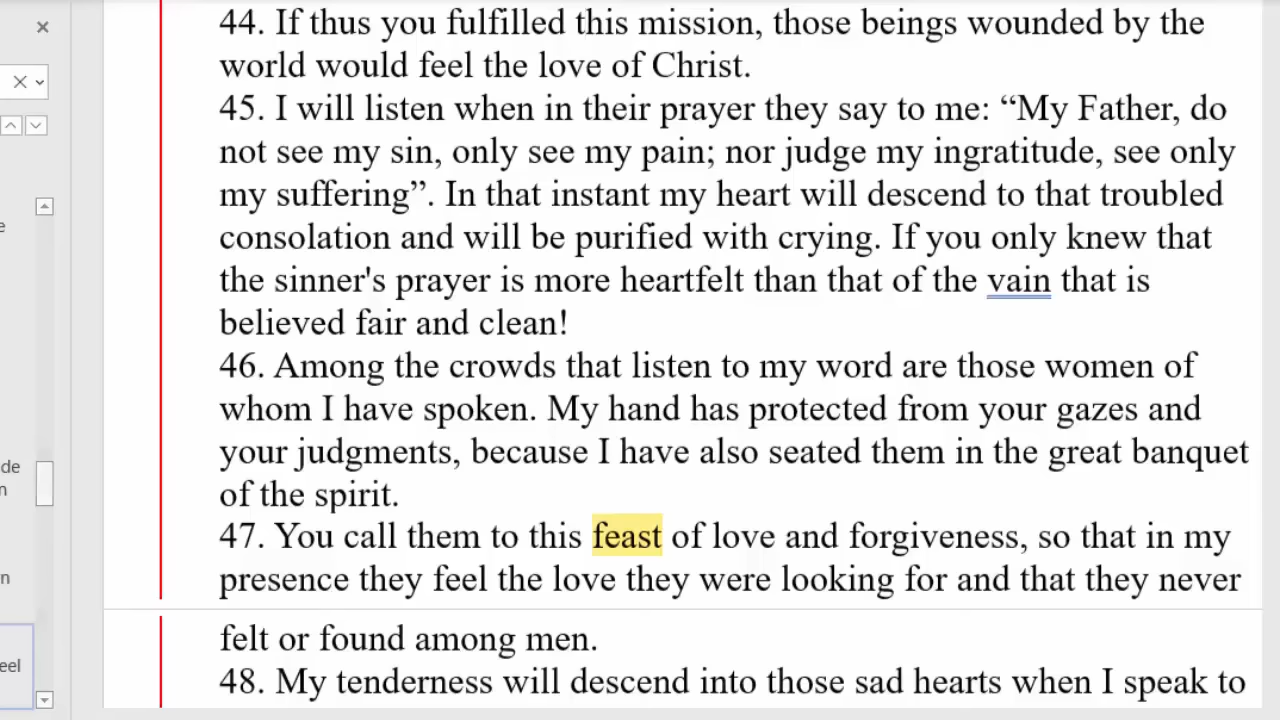 44. If thus you fulfilled this mission, those beings wounded by the
world would feel the love of Christ.
45. I will listen when in their prayer they say to me: “My Father, do
not see my sin, only see my pain; nor judge my ingratitude, see only
my suffering”. In that instant my heart will descend to that troubled
consolation and will be purified with crying. If you only knew that
the sinner's prayer is more heartfelt than that of the vain that is
believed fair and clean!
46. Among the crowds that listen to my word are those women of
whom I have spoken. My hand has protected from your gazes and
your judgments, because I have also seated them in the great banquet
of the spirit.
47. You call them to this feast of love and forgiveness, so that in my
presence they feel the love they were looking for and that they never
felt or found among men.
48. My tenderness will descend into those sad hearts when I speak to